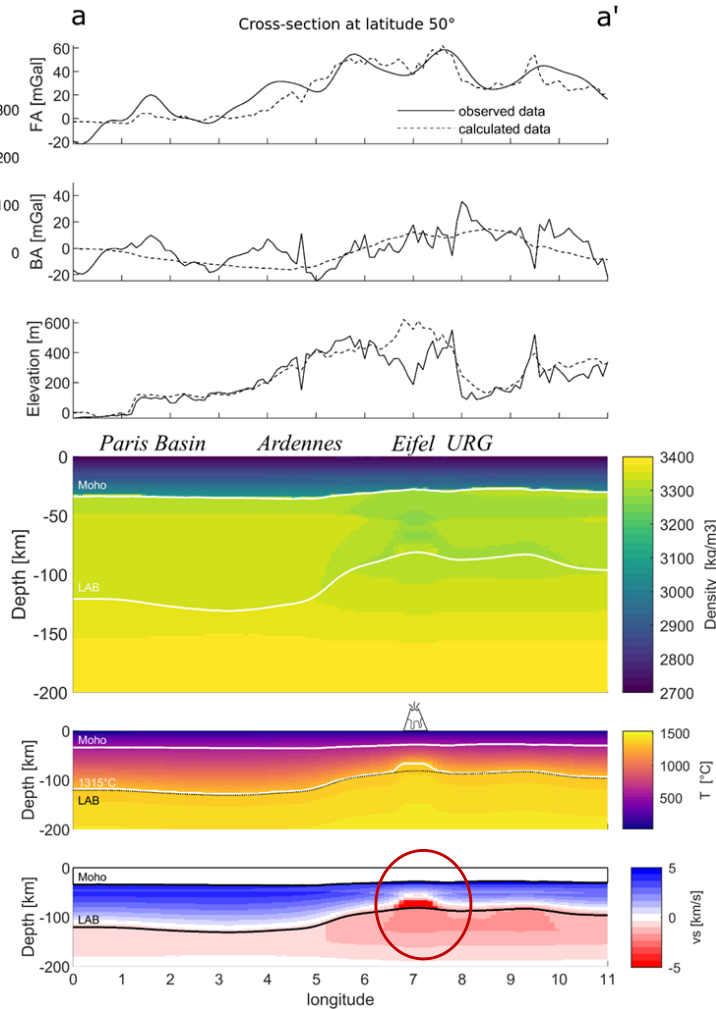 a
a'
Cross-section at latitude 50°
60
40
20
0
-20
FA [mGal]
observed data
calculated data
300
200
100
0
40
20
0
-20
BA [mGal]
600
400
200
0
Elevation [m]
Paris Basin Ardennes Eifel URG
0
-50
-100
-150
-200
Depth [km]
Moho
LAB
3400
3300
3200
3100
3000
2900
2800
2700
Density [kg/m3]
0
-100
-200
Depth [km]
Moho
1315°C
LAB
1500
1000
500
T [°C]
0
-100
-200
Depth [km]
Moho
LAB
5
0
-5
vs [km/s]
0 1 2 3 4 5 6 7 8 9 10 11
longitude